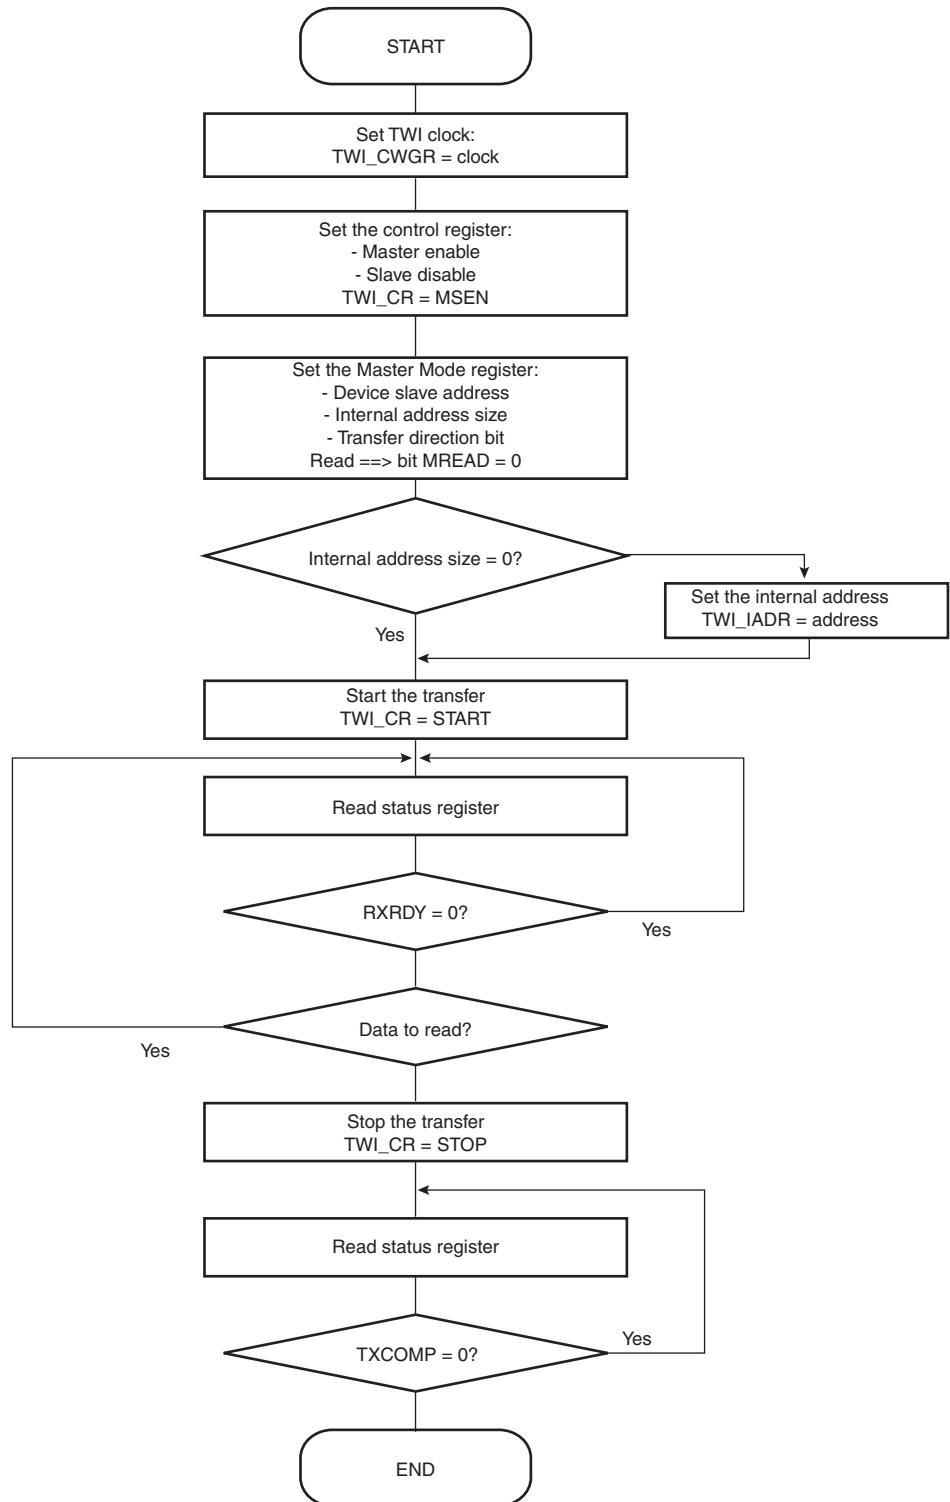 START
Set TWI clock:
TWI_CWGR = clock
Set the control register:
- Master enable
- Slave disable
TWI_CR = MSEN
Set the Master Mode register:
- Device slave address
- Internal address size
- Transfer direction bit
Read ==> bit MREAD = 0
Internal address size = 0?
Set the internal address
TWI_IADR = address
Yes
Start the transfer
TWI_CR = START
Read status register
RXRDY = 0?
Yes
Data to read?
Yes
Stop the transfer
TWI_CR = STOP
Read status register
Yes
TXCOMP = 0?
END